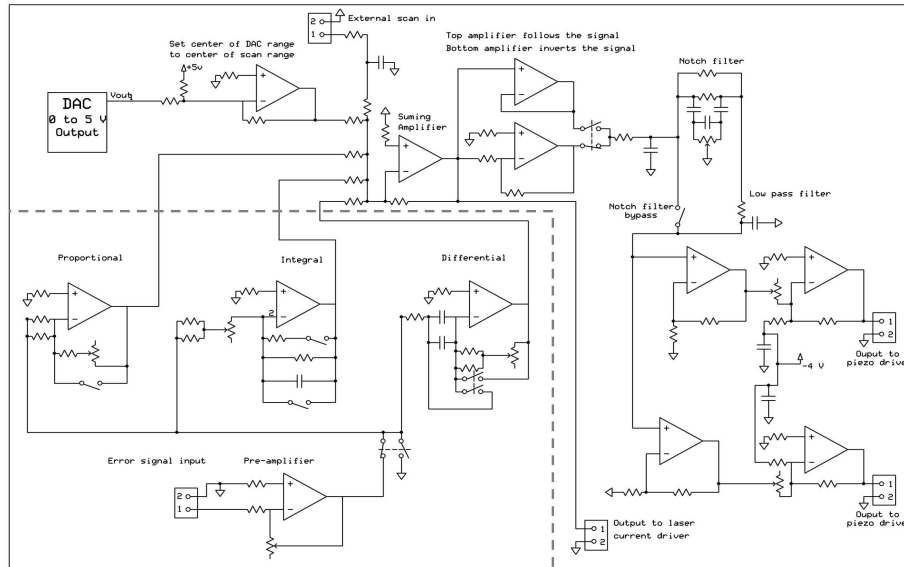 2
1
External scan in
Set center of DAC range
to center of scan range
+5v
Vout
1
DAC
0 to 5 V
Output
Top amplifier follows the signal
Bottom amplifier inverts the signal
Notch filter
Suming
Amplifier
Low pass filter
Notch filter
bypass
Proportional
Integral
Differential
2
1
2
Ouput to
piezo drive
-4 V
Error signal input
Pre-amplifier
2
1
1
2
Output to laser
current driver
1
2
Ouput to
piezo drive
+
-
+
-
+
-
+
-
+
-
+
-
+
-
+
-
+
-
+
-
+
-
+
-